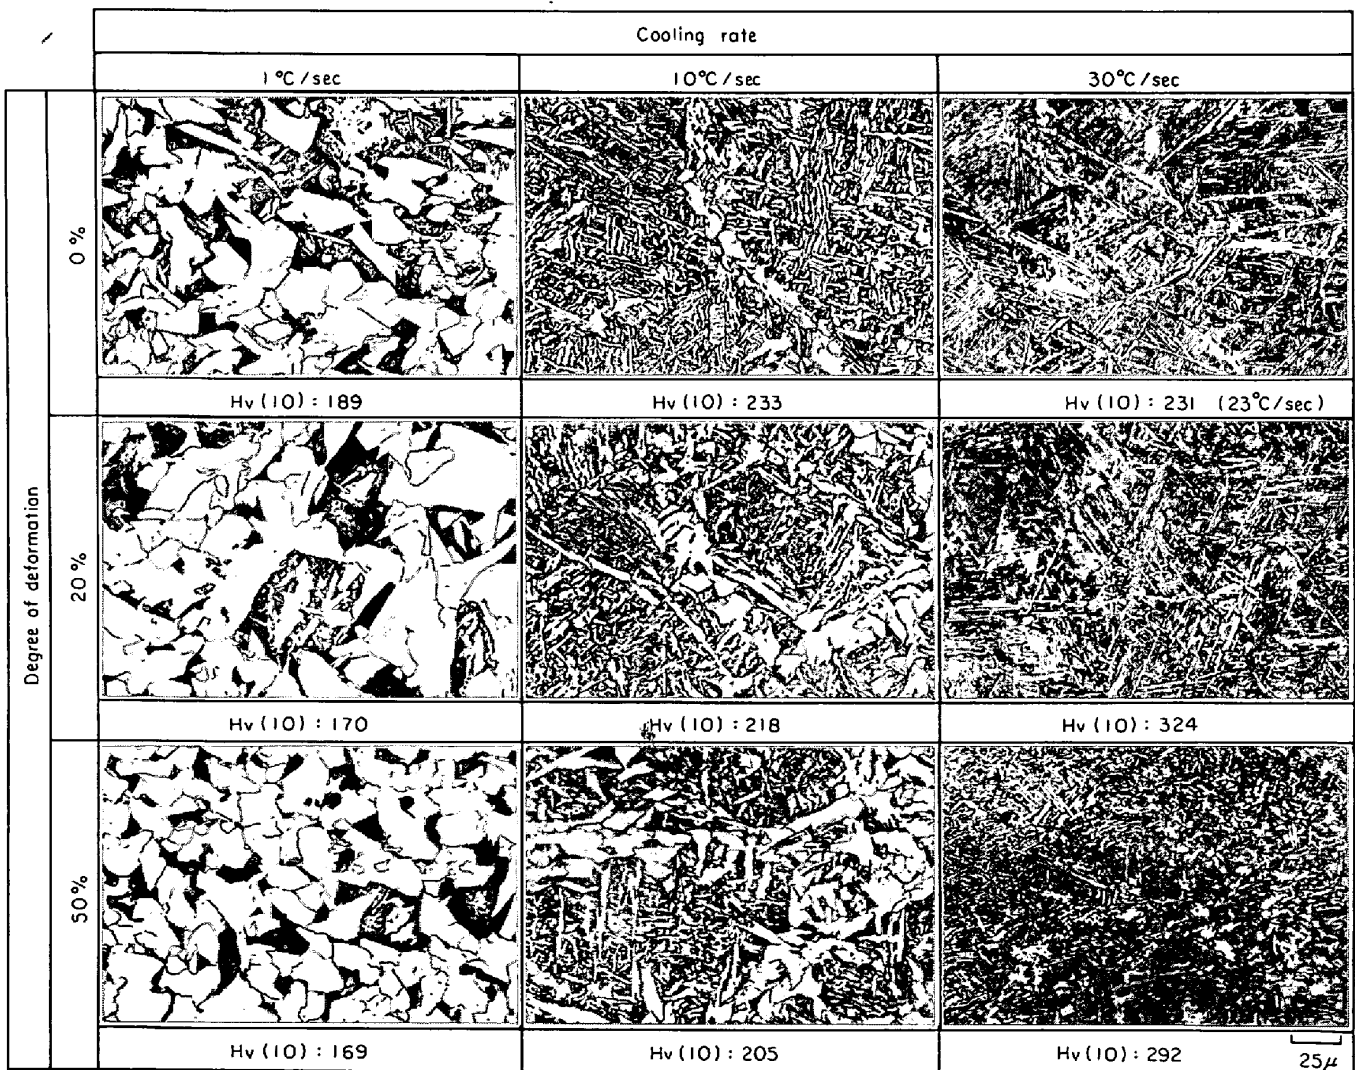 Cooling rate
1°C/sec 10°C/sec 30°C/sec
Degree of deformation
0%
Hv(10): 189 Hv(10): 233 Hv(10): 231 (23°C/sec)
20%
Hv(10): 170 Hv(10): 218 Hv(10): 324
50%
Hv(10): 169 Hv(10): 205 Hv(10): 292
25μ